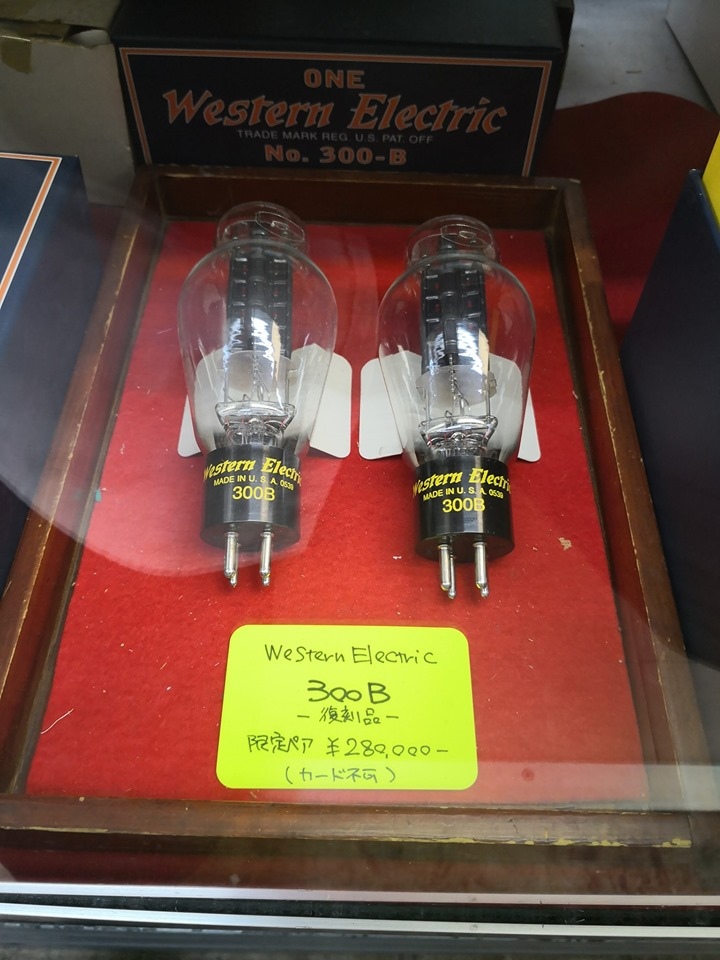 ONE
Western Electric
TRADE MARK REG. U.S. PAT. OFF
No. 300-B
Western Electric
MADE IN U.S.A. 0539
300B
Western Electric
MADE IN U.S.A. 0539
300B
Western Electric
300B
－復刻品－
限定ペア ￥280,000－
(カード不可)